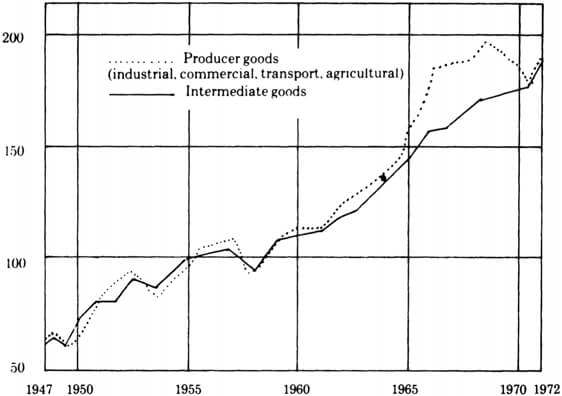 200
Producer goods
(industrial, commercial, transport, agricultural)
Intermediate goods
150
100
50
1947 1950 1955 1960 1965 1970 1972